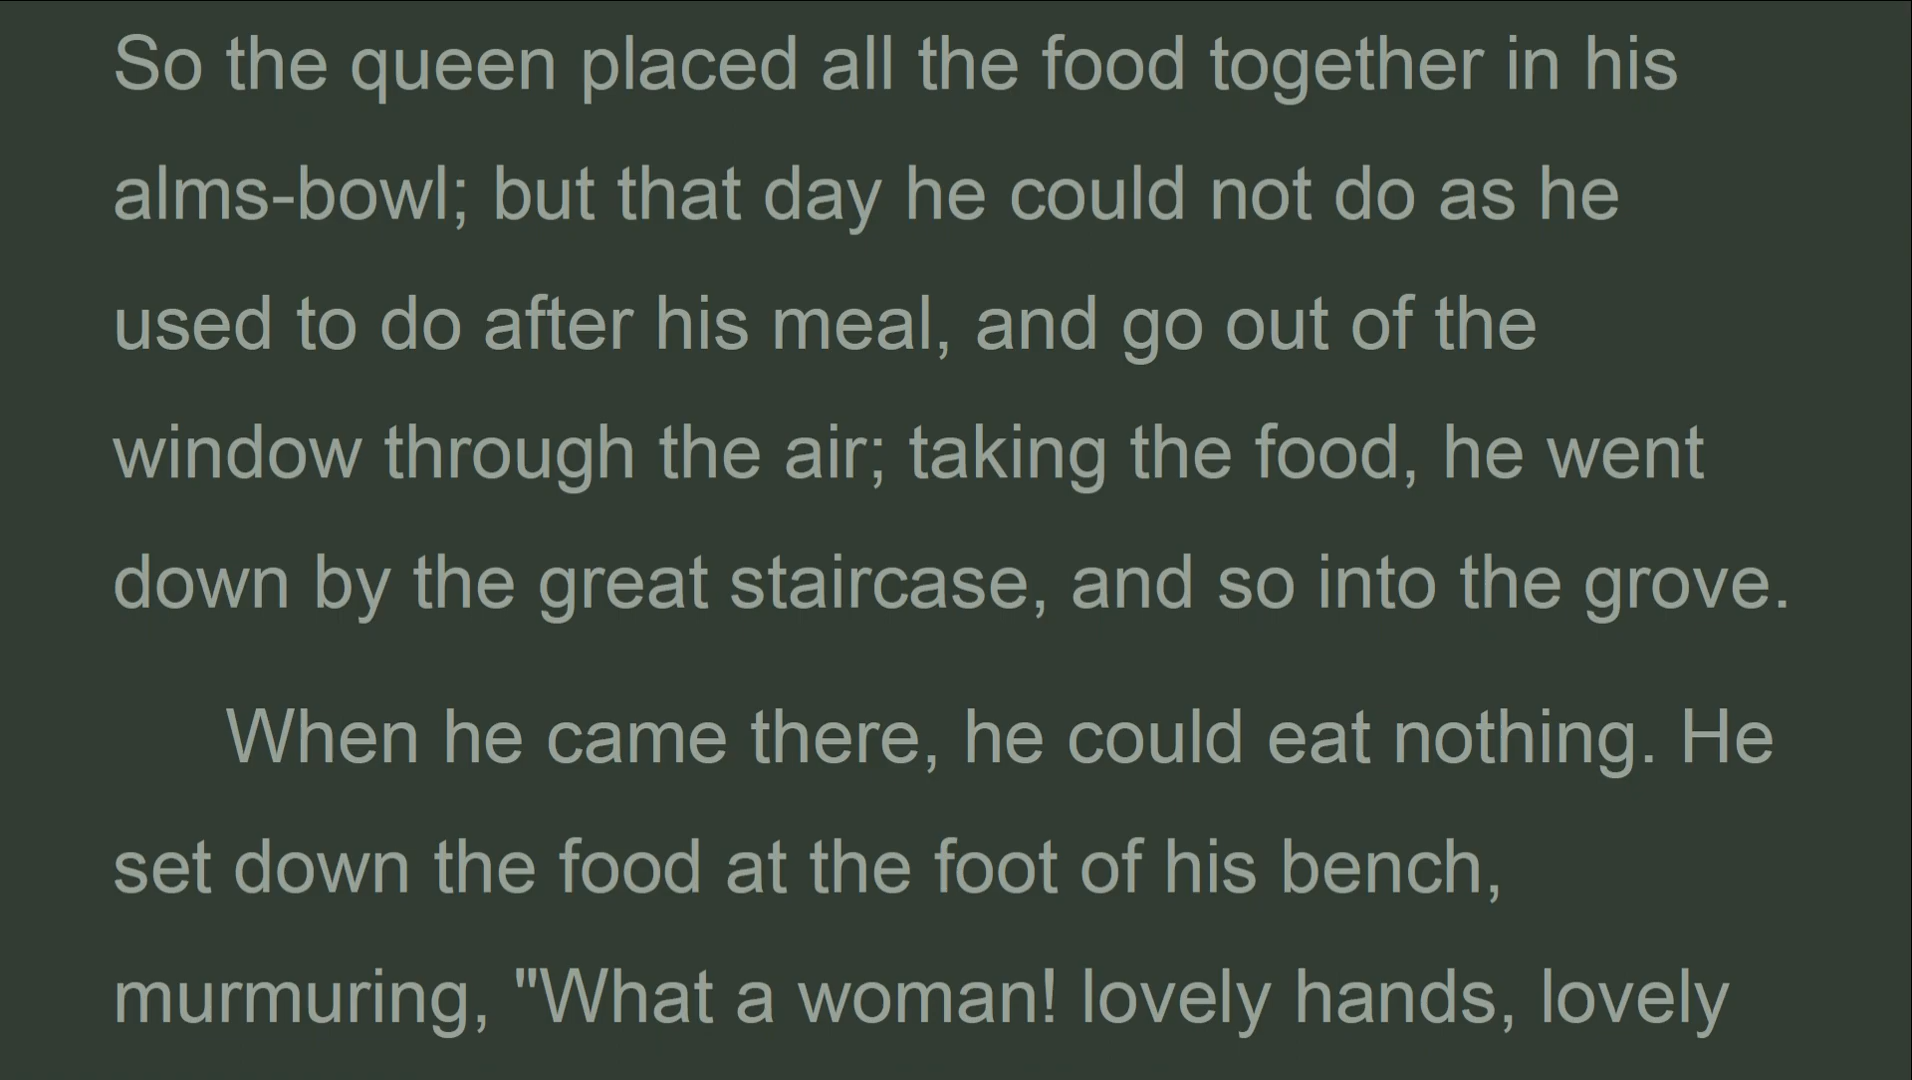 So the queen placed all the food together in his
alms-bowl; but that day he could not do as he
used to do after his meal, and go out of the
window through the air; taking the food, he went
down by the great staircase, and so into the grove.
When he came there, he could eat nothing. He
set down the food at the foot of his bench,
murmuring, "What a woman! lovely hands, lovely